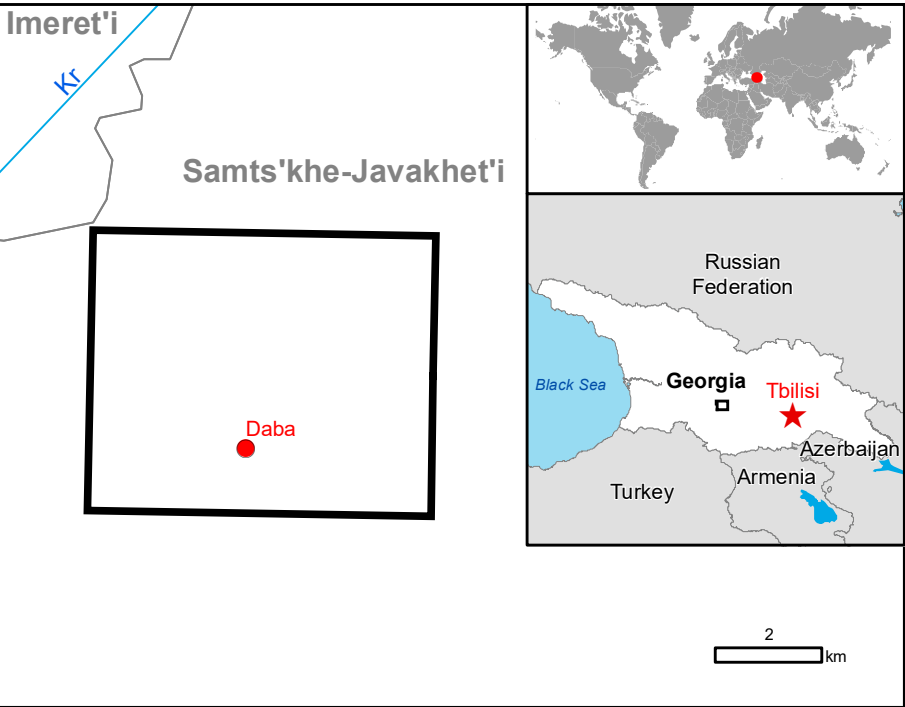 Imeret'i
Kr
Samts'khe-Javakhet'i
Daba
Russian
Federation
Black Sea
Georgia
Tbilisi
Azerbaijan
Armenia
Turkey
2
km